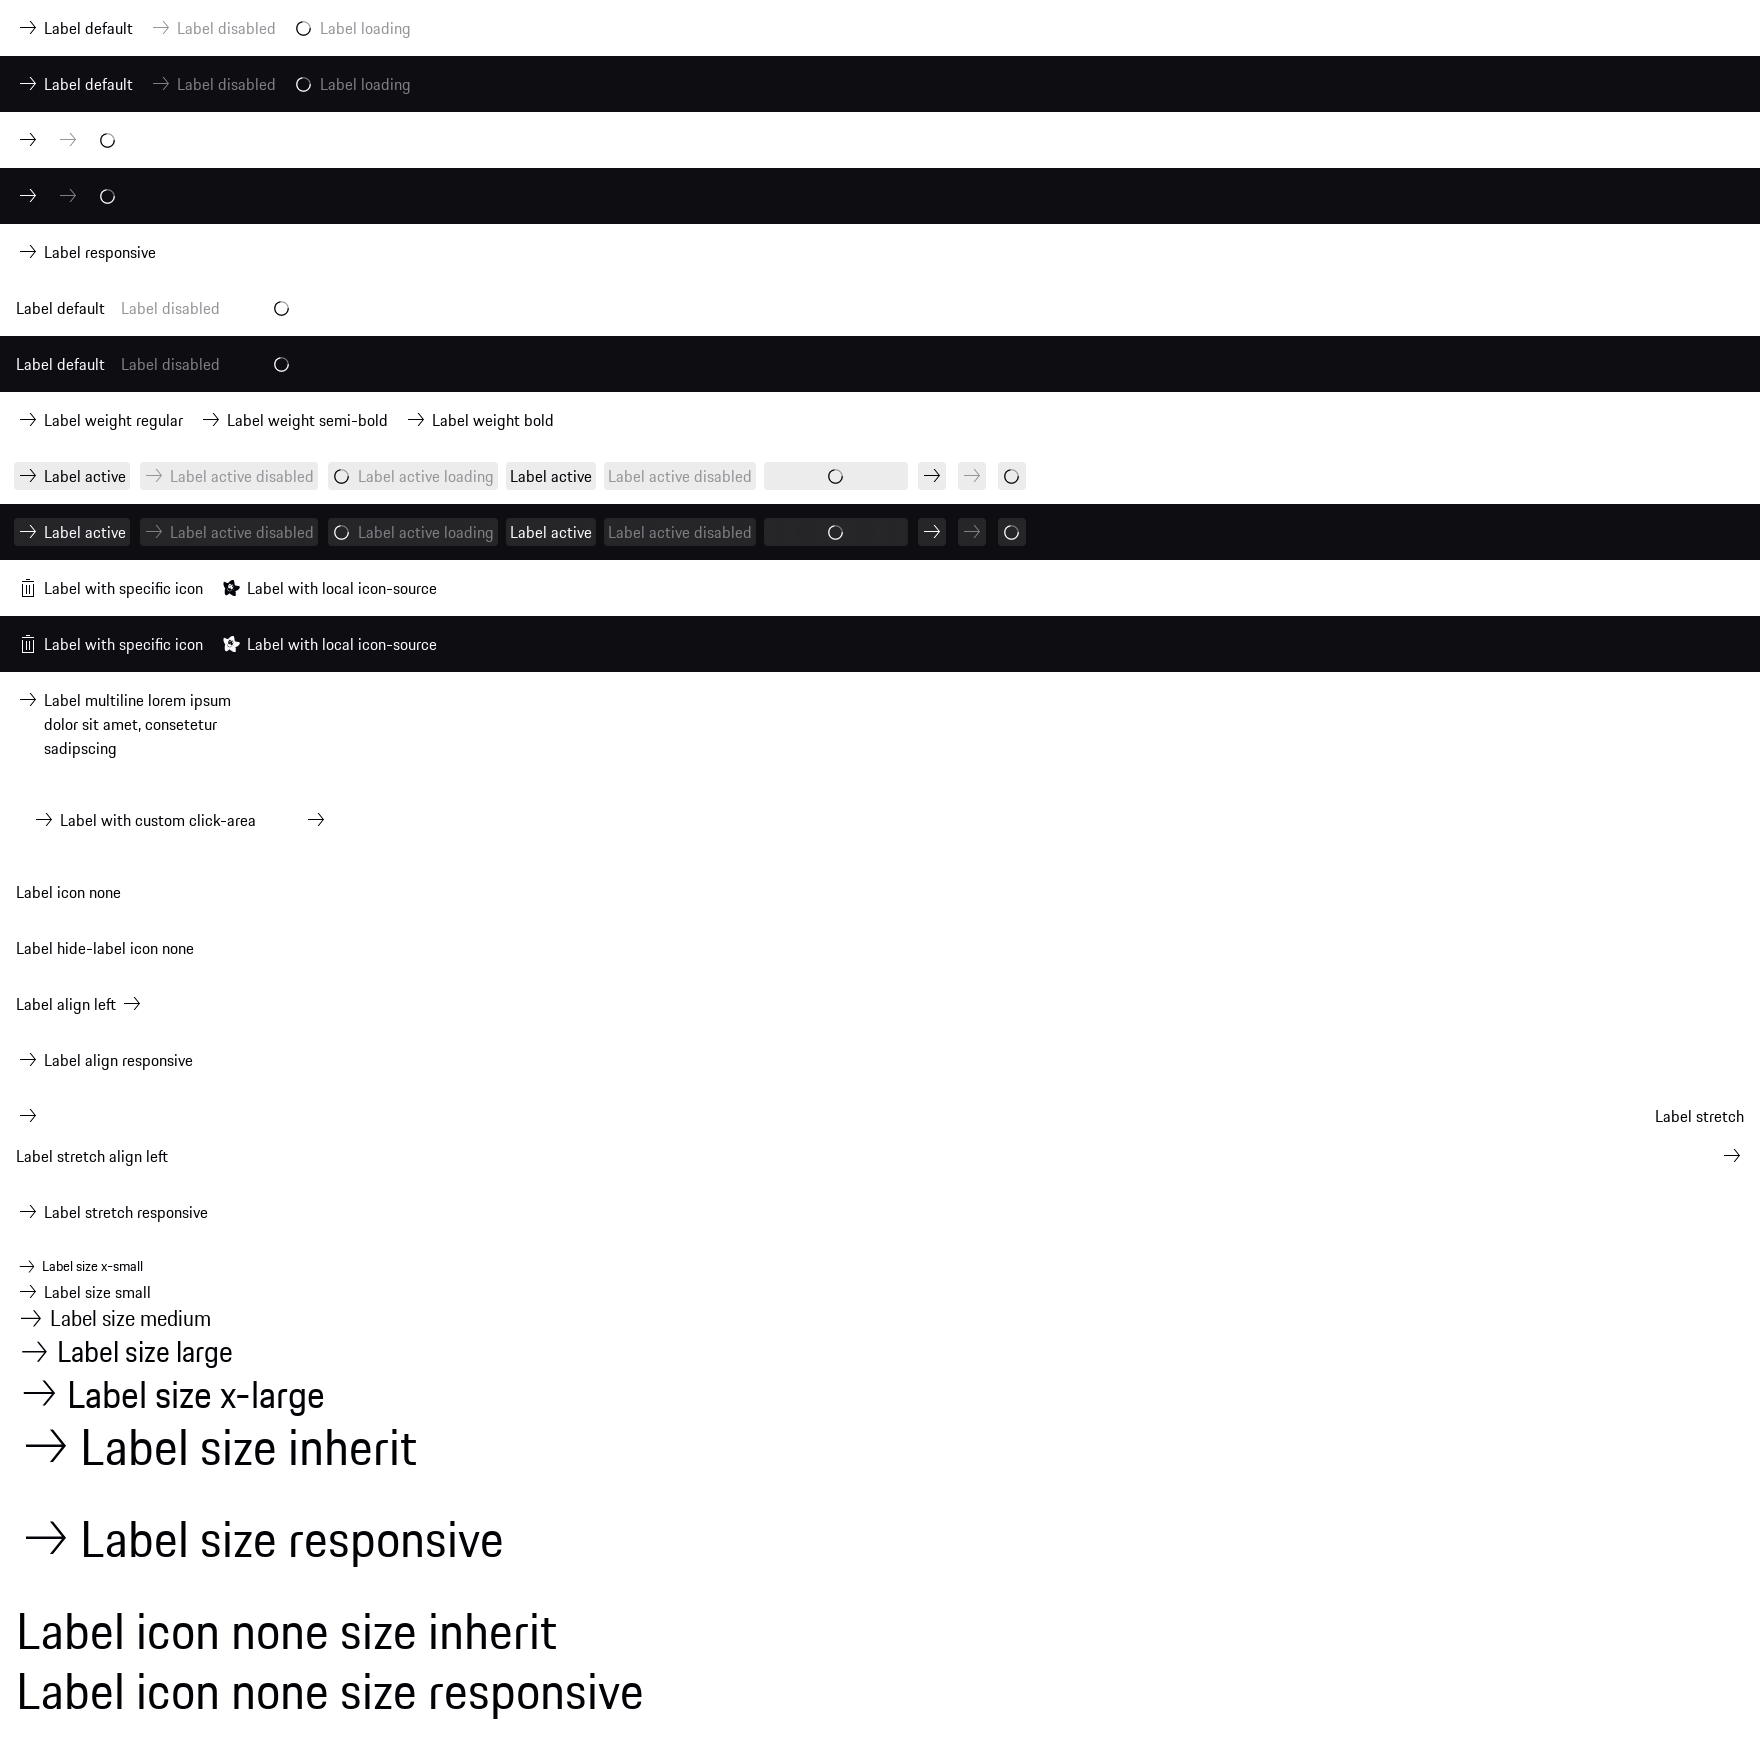 Label default Label disabled Label loading
Label default Label disabled Label loading
Label responsive
Label default Label disabled
Label default Label disabled
Label weight regular Label weight semi-bold Label weight bold
Label active Label active disabled Label active loading Label active Label active disabled
Label active Label active disabled Label active loading Label active Label active disabled
Label with specific icon Label with local icon-source
Label with specific icon Label with local icon-source
Label multiline lorem ipsum
dolor sit amet, consetetur
sadipscing
Label with custom click-area
Label icon none
Label hide-label icon none
Label align left
Label align responsive
Label stretch
Label stretch align left
Label stretch responsive
Label size x-small
Label size small
Label size medium
Label size large
Label size x-large
Label size inherit
Label size responsive
Label icon none size inherit
Label icon none size responsive